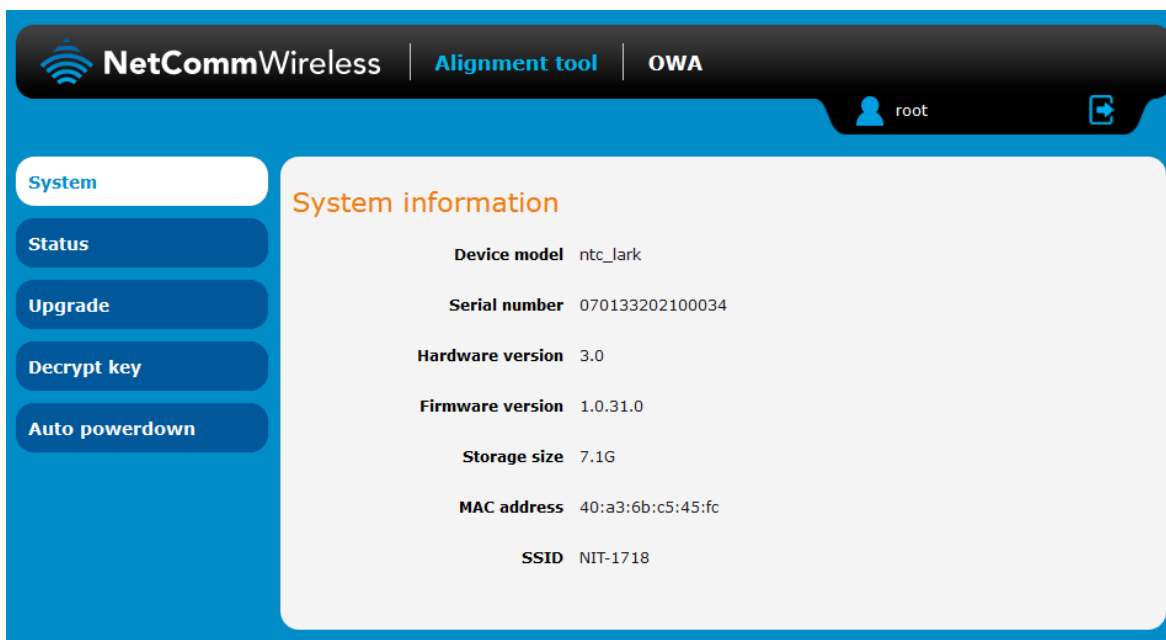 NetCommWireless Alignment tool OWA
root
System
Status
Upgrade
Decrypt key
Auto powerdown
System information
Device model ntc_lark
Serial number 070133202100034
Hardware version 3.0
Firmware version 1.0.31.0
Storage size 7.1G
MAC address 40:a3:6b:c5:45:fc
SSID NIT-1718